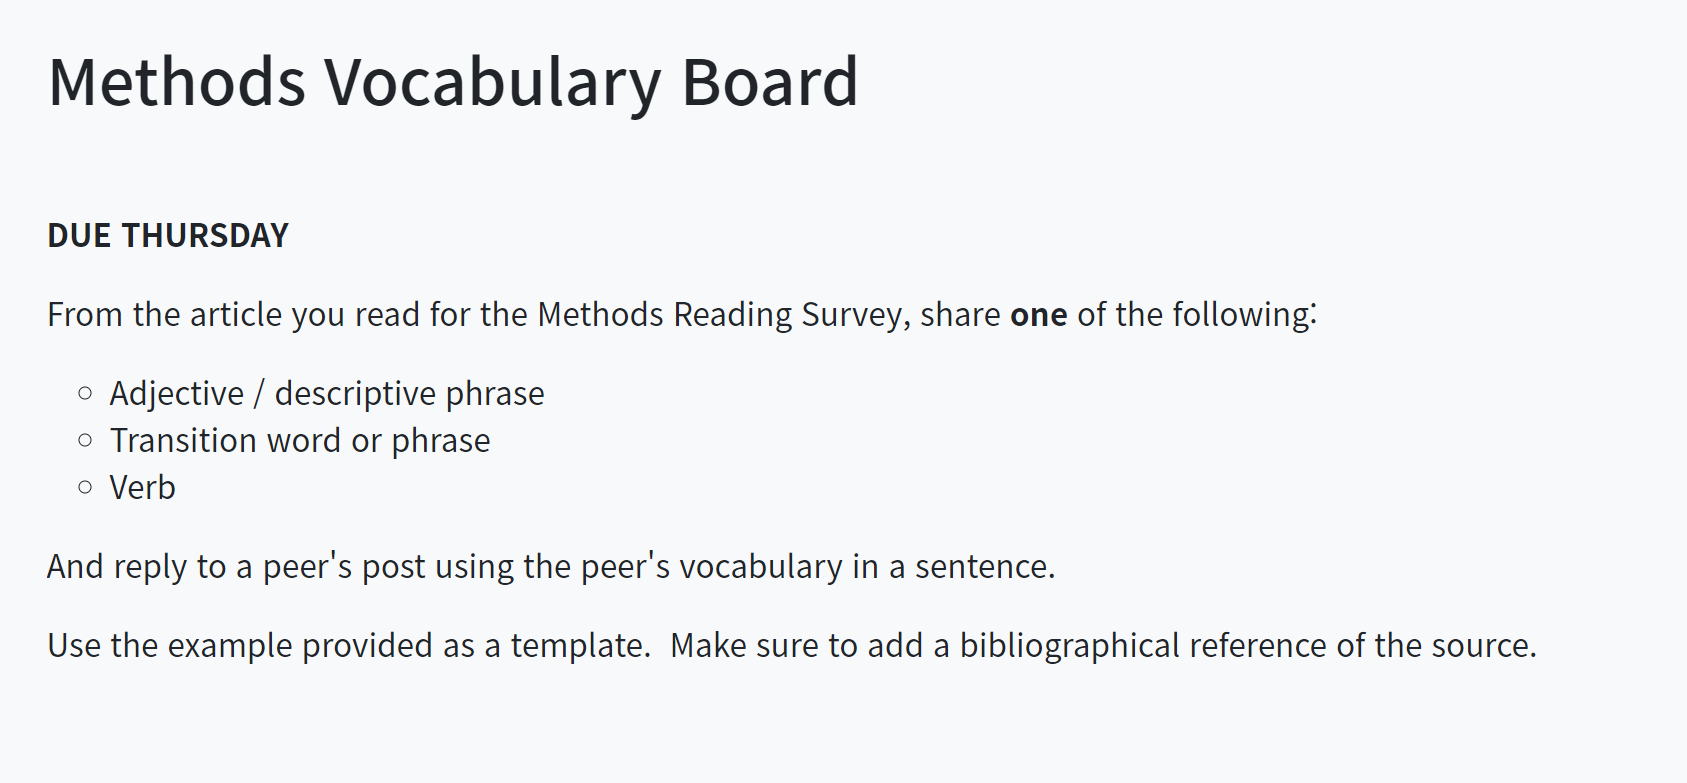 Methods Vocabulary Board
DUE THURSDAY
From the article you read for the Methods Reading Survey, share one of the following:
Adjective / descriptive phrase
Transition word or phrase
Verb
And reply to a peer's post using the peer's vocabulary in a sentence.
Use the example provided as a template.  Make sure to add a bibliographical reference of the source.